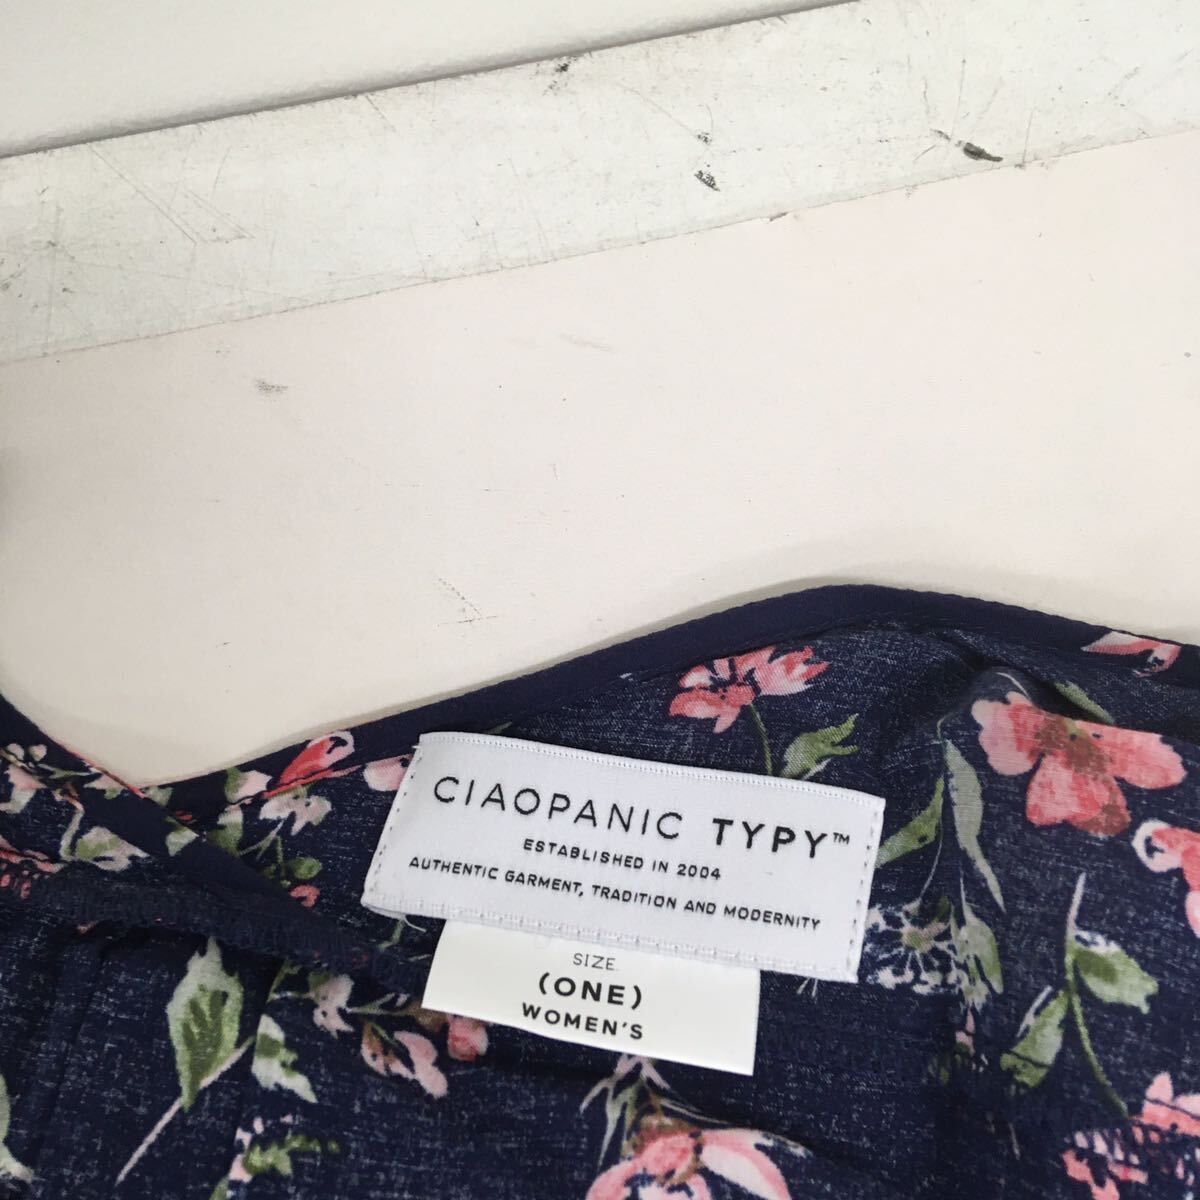 CIAOPANIC TYPY™
ESTABLISHED IN 2004
AUTHENTIC GARMENT, TRADITION AND MODERNITY
SIZE.
(ONE)
WOMEN'S